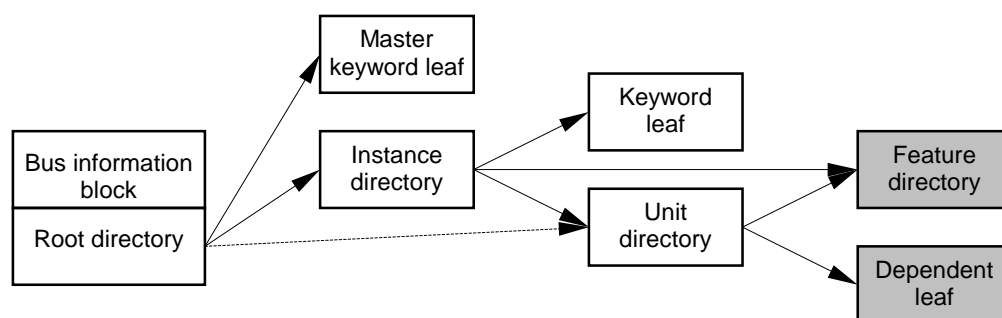 Master
keyword leaf
Keyword
leaf
Bus information
block
Instance
directory
Feature
directory
Root directory
Unit
directory
Dependent
leaf